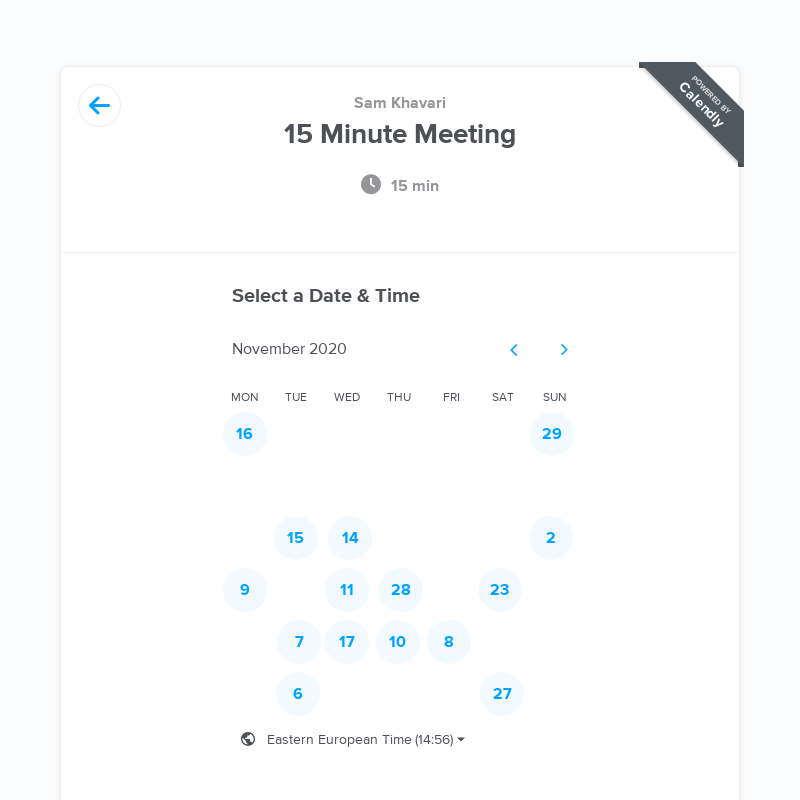 Sam Khavari
POWERED BY
Calendly
15 Minute Meeting
15 min
Select a Date & Time
November 2020
MON TUE WED THU FRI SAT SUN
16 29
15 14 2
9 11 28 23
7 17 10 8
6 27
Eastern European Time (14:56)